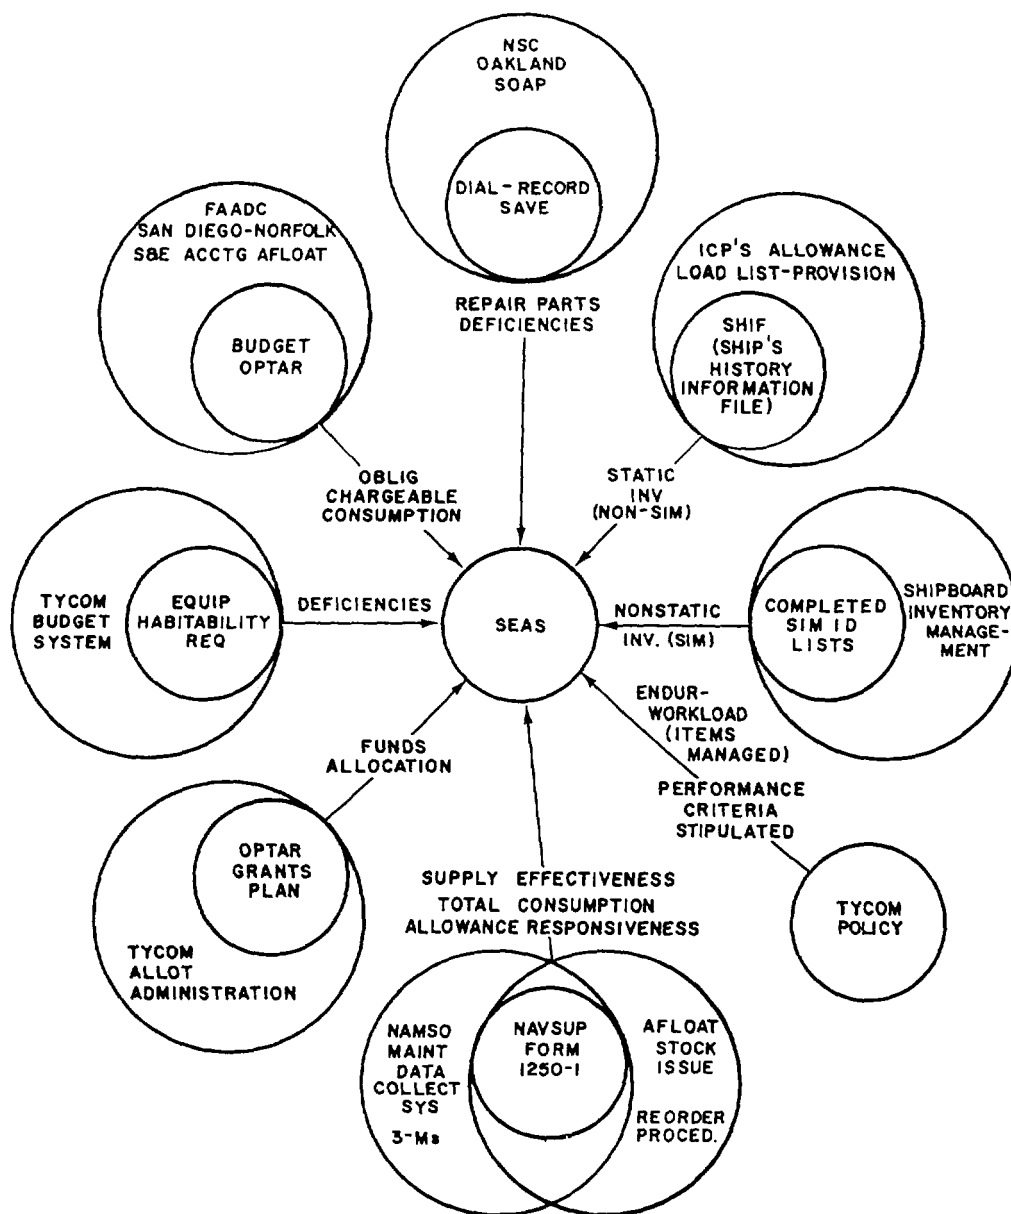 NSC
OAKLAND
SOAP
DIAL-RECORD
SAVE
REPAIR PARTS
DEFICIENCIES
FAADC
SAN DIEGO-NORFOLK
S&E ACCTG AFLOAT
BUDGET
OPTAR
OBLIG
CHARGEABLE
CONSUMPTION
ICP'S ALLOWANCE
LOAD LIST-PROVISION
SHIF
(SHIP'S
HISTORY
INFORMATION
FILE)
STATIC
INV
(NON-SIM)
TYCOM
BUDGET
SYSTEM
EQUIP
HABITABILITY
REQ
DEFICIENCIES
SEAS
NONSTATIC
INV. (SIM)
COMPLETED
SIM ID
LISTS
SHIPBOARD
INVENTORY
MANAGE-
MENT
FUNDS
ALLOCATION
OPTAR
GRANTS
PLAN
TYCOM
ALLOT
ADMINISTRATION
ENDUR-
WORKLOAD
(ITEMS
MANAGED)
PERFORMANCE
CRITERIA
STIPULATED
TYCOM
POLICY
SUPPLY EFFECTIVENESS
TOTAL CONSUMPTION
ALLOWANCE RESPONSIVENESS
NAMSO
MAINT
DATA
COLLECT
SYS
3-Ms
NAVSUP
FORM
1250-1
AFLOAT
STOCK
ISSUE
REORDER
PROCED.